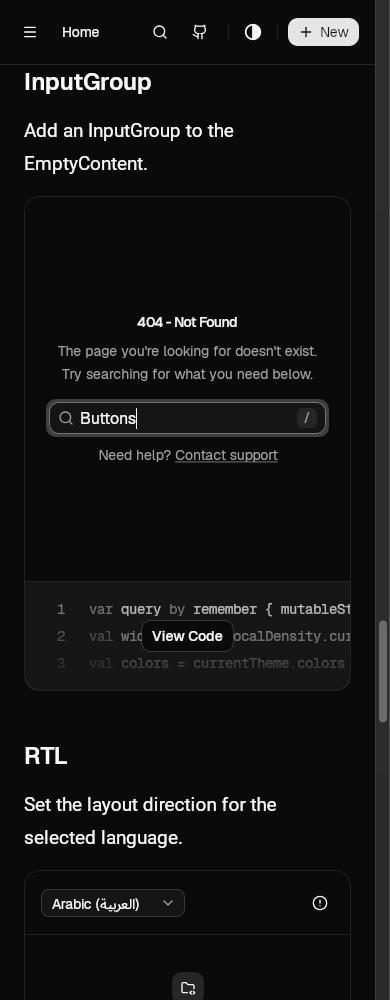 Home
New
InputGroup
Add an InputGroup to the
EmptyContent.
404 - Not Found
The page you're looking for doesn't exist.
Try searching for what you need below.
Buttons
/
Need help? Contact support
1 var query by remember { mutableSt
2 val wid
View Code
ocalDensity.cur
3 val colors = currentTheme.colors
RTL
Set the layout direction for the
selected language.
Arabic (العربية)